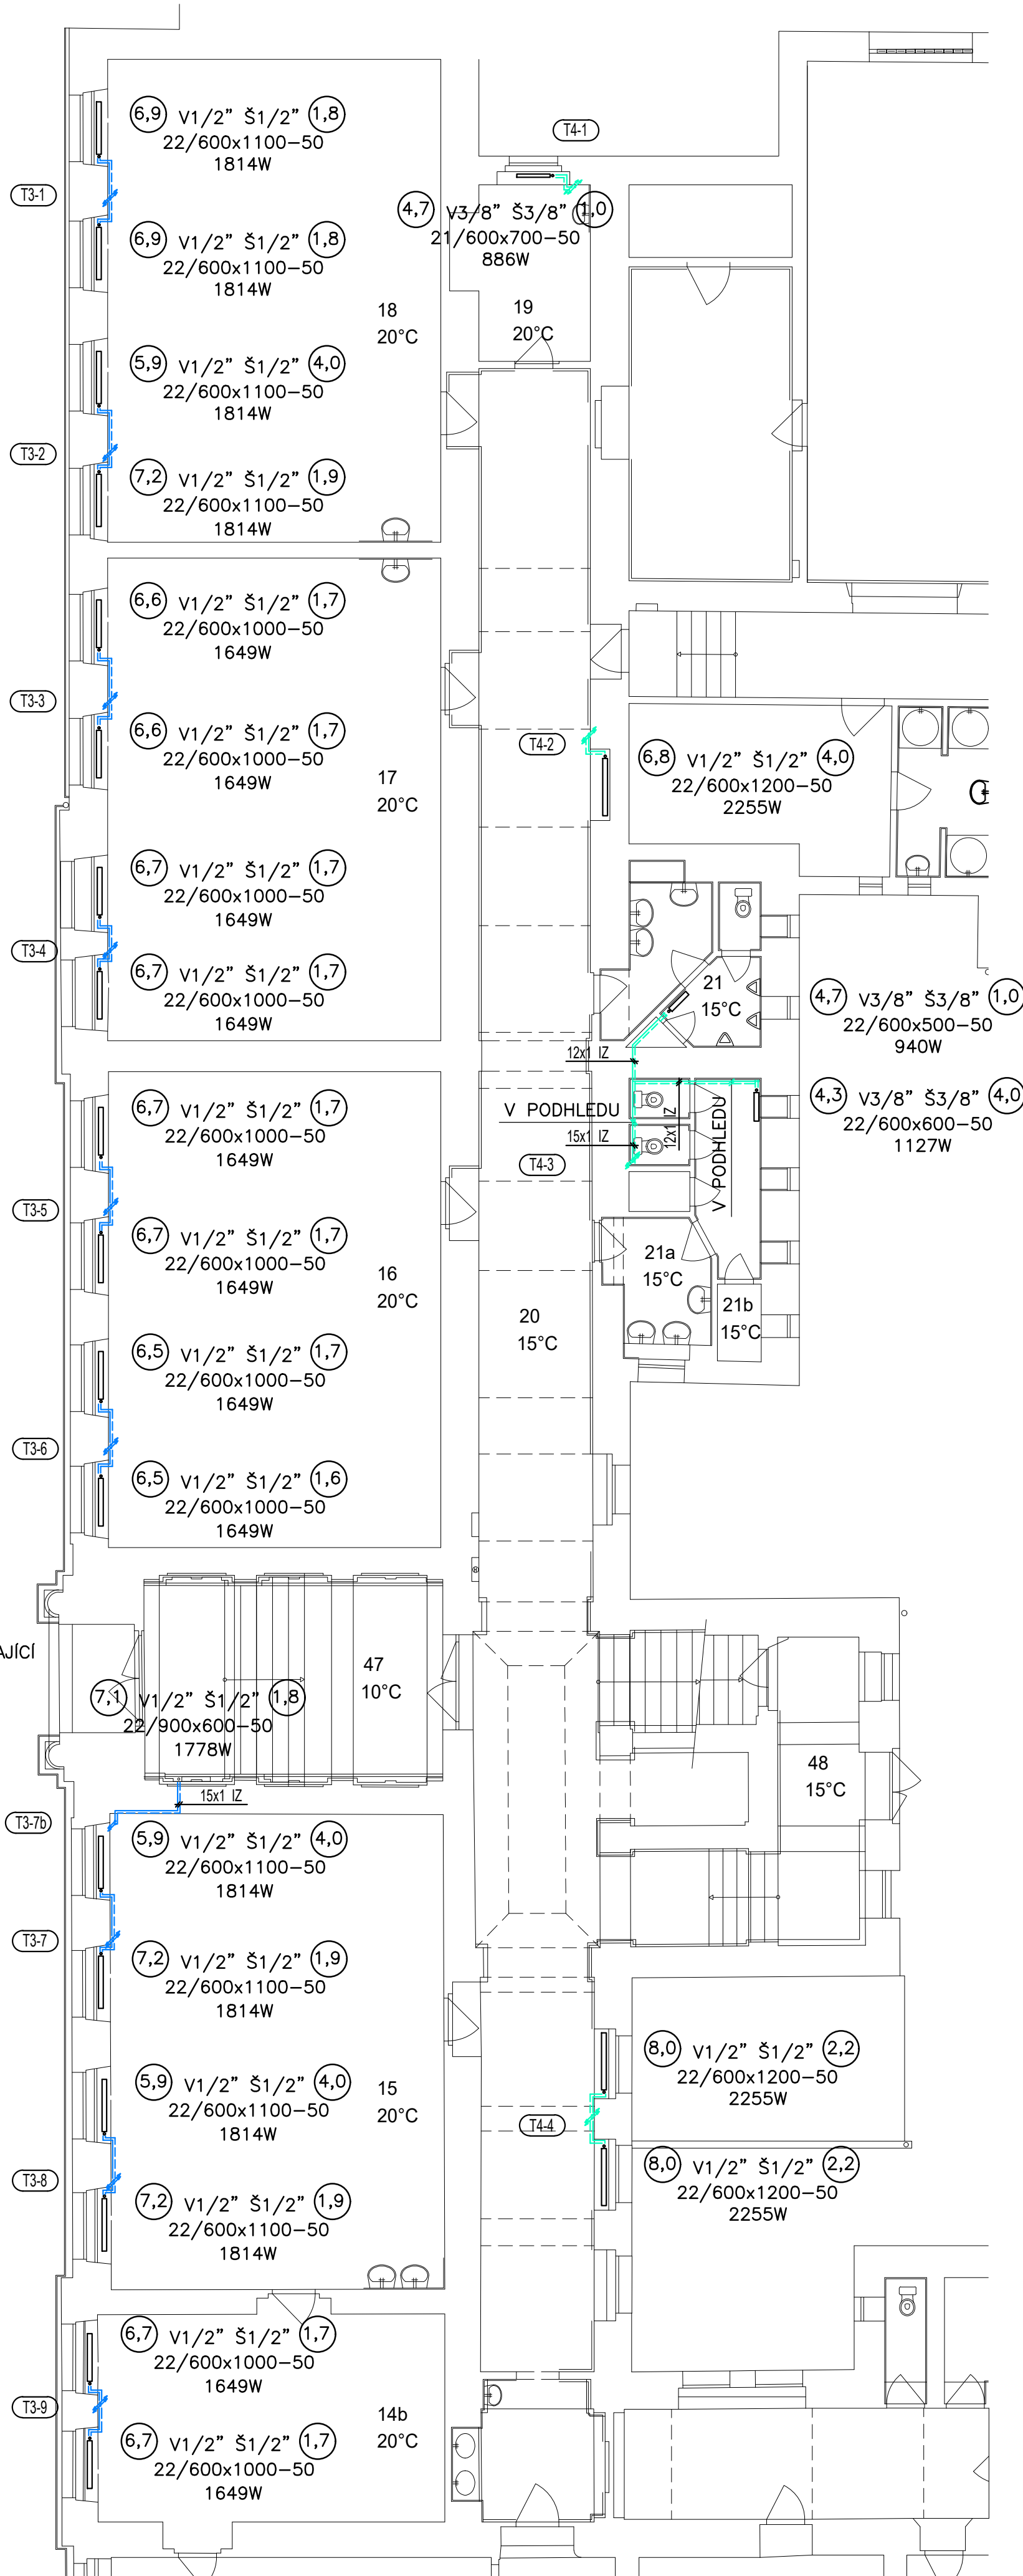 T4-1
6,9 V1/2” Š1/2” 1,8
22/600x1100-50
1814W
T3-1
4,7 V3/8” Š3/8” 1,0
21/600x700-50
886W
6,9 V1/2” Š1/2” 1,8
22/600x1100-50
1814W
18
20°C
19
20°C
5,9 V1/2” Š1/2” 4,0
22/600x1100-50
1814W
T3-2
7,2 V1/2” Š1/2” 1,9
22/600x1100-50
1814W
6,6 V1/2” Š1/2” 1,7
22/600x1000-50
1649W
T3-3
6,6 V1/2” Š1/2” 1,7
22/600x1000-50
1649W
T4-2
6,8 V1/2” Š1/2” 4,0
22/600x1200-50
2255W
17
20°C
6,7 V1/2” Š1/2” 1,7
22/600x1000-50
1649W
T3-4
6,7 V1/2” Š1/2” 1,7
22/600x1000-50
1649W
21
15°C
4,7 V3/8” Š3/8” 1,0
22/600x500-50
940W
12x1 IZ
4,3 V3/8” Š3/8” 4,0
22/600x600-50
1127W
6,7 V1/2” Š1/2” 1,7
22/600x1000-50
1649W
V PODHLEDU
15x1 IZ
12x1 IZ
V PODHLEDU
T4-3
T3-5
6,7 V1/2” Š1/2” 1,7
22/600x1000-50
1649W
16
20°C
21a
15°C
21b
15°C
20
15°C
6,5 V1/2” Š1/2” 1,7
22/600x1000-50
1649W
T3-6
6,5 V1/2” Š1/2” 1,6
22/600x1000-50
1649W
AJÍCÍ
47
10°C
7,1 V1/2” Š1/2” 1,8
22/900x600-50
1778W
48
15°C
15x1 IZ
T3-7b
5,9 V1/2” Š1/2” 4,0
22/600x1100-50
1814W
T3-7
7,2 V1/2” Š1/2” 1,9
22/600x1100-50
1814W
8,0 V1/2” Š1/2” 2,2
22/600x1200-50
2255W
5,9 V1/2” Š1/2” 4,0
22/600x1100-50
1814W
15
20°C
T4-4
T3-8
8,0 V1/2” Š1/2” 2,2
22/600x1200-50
2255W
7,2 V1/2” Š1/2” 1,9
22/600x1100-50
1814W
6,7 V1/2” Š1/2” 1,7
22/600x1000-50
1649W
T3-9
14b
20°C
6,7 V1/2” Š1/2” 1,7
22/600x1000-50
1649W